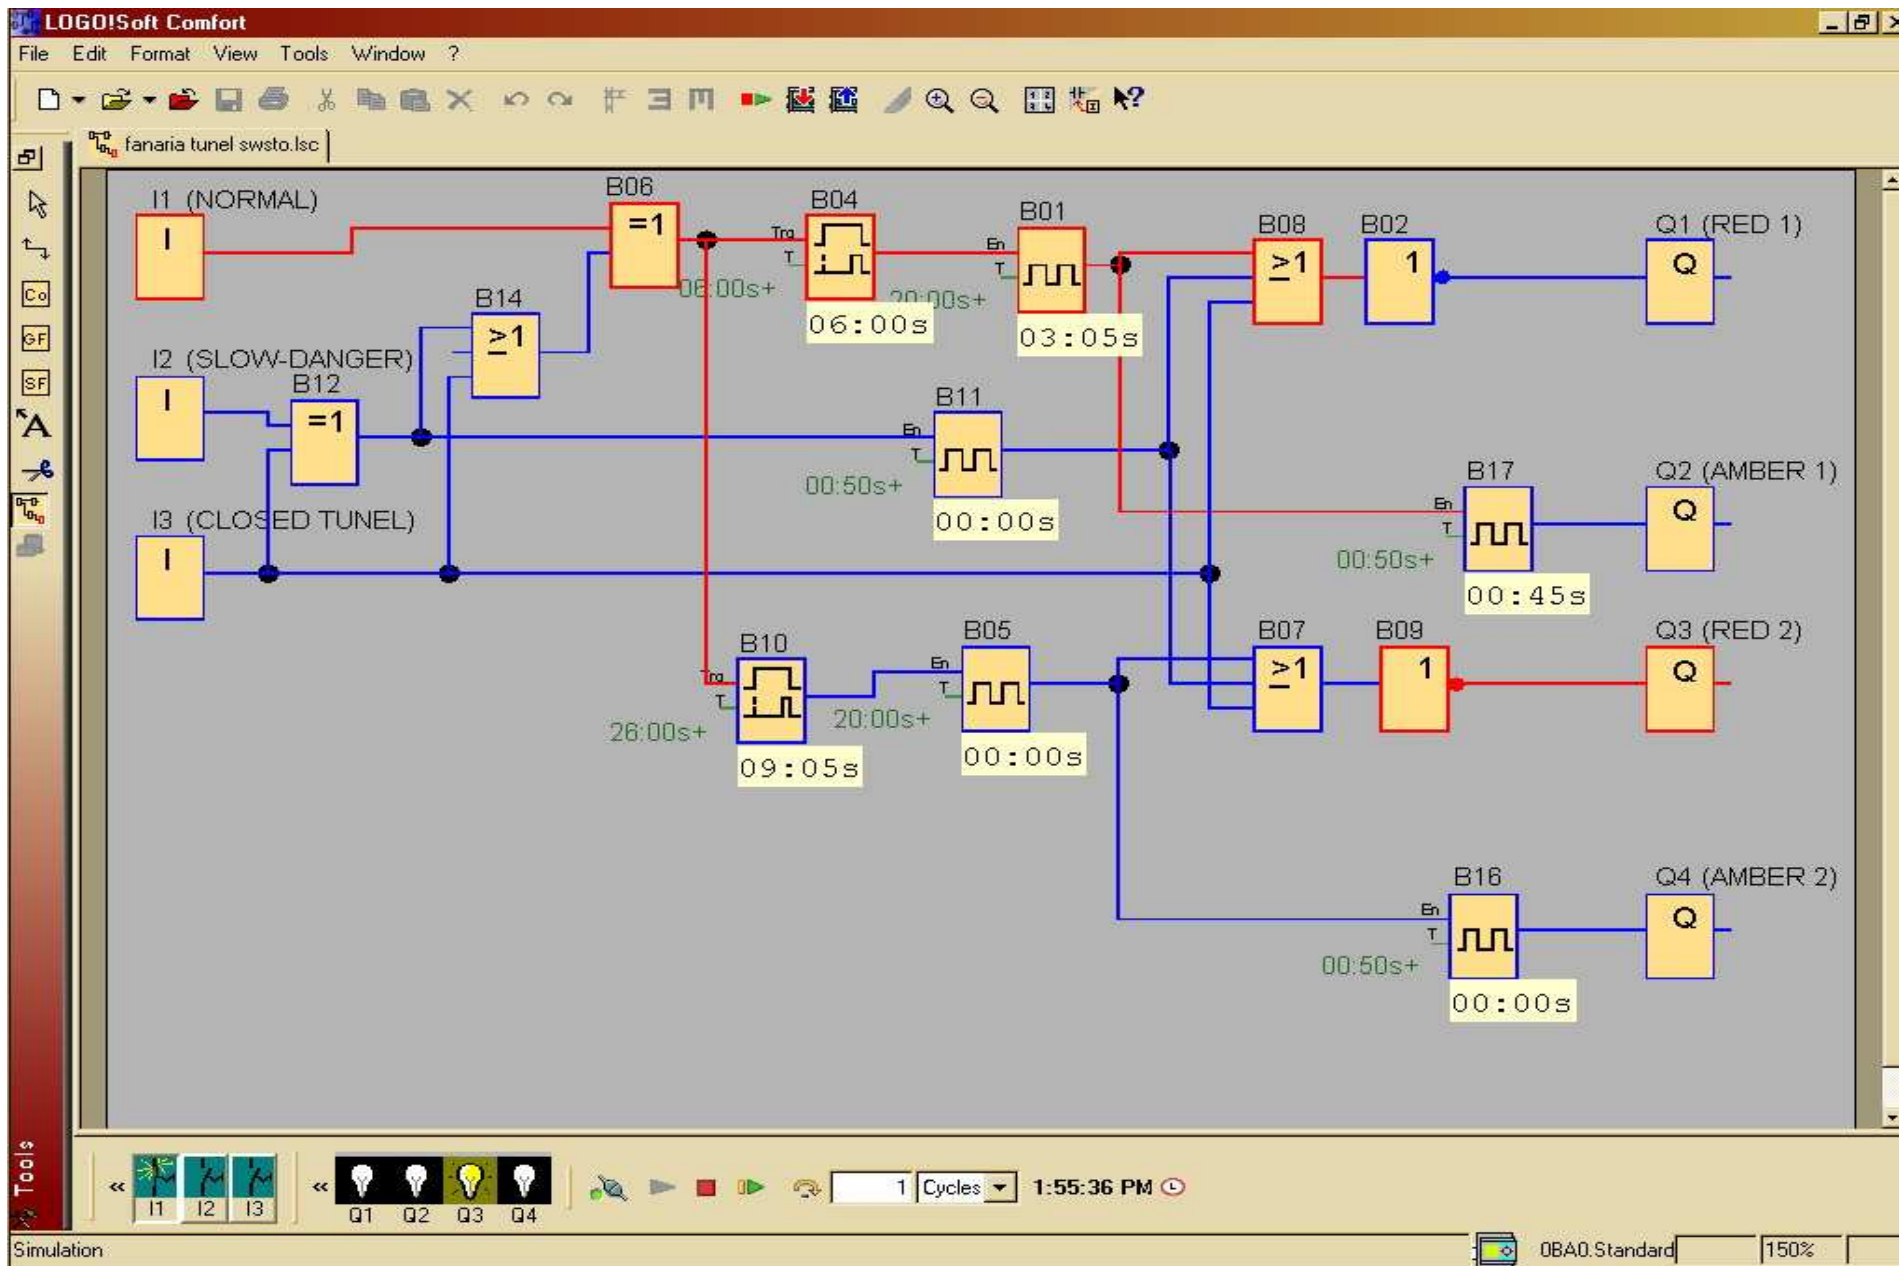 LOGO!Soft Comfort
File Edit Format View Tools Window ?
Co
GF
SF
A
fanaria tunel swsto.lsc
I1 (NORMAL)
I
B06
=1
B04
Trg
T
06:00s+
06:00s
B01
En
T
20:00s+
03:05s
B08
≥1
B02
1
Q1 (RED 1)
Q
B14
≥1
I2 (SLOW-DANGER)
I
B12
=1
B11
En
T
00:50s+
00:00s
B17
En
T
00:50s+
00:45s
Q2 (AMBER 1)
Q
I3 (CLOSED TUNEL)
I
B10
Trg
T
26:00s+
09:05s
B05
En
T
20:00s+
00:00s
B07
≥1
B09
1
Q3 (RED 2)
Q
B16
En
T
00:50s+
00:00s
Q4 (AMBER 2)
Q
Tools
« I1 I2 I3 « Q1 Q2 Q3 Q4 1 Cycles 1:55:36 PM
Simulation 0BA0.Standard 150%